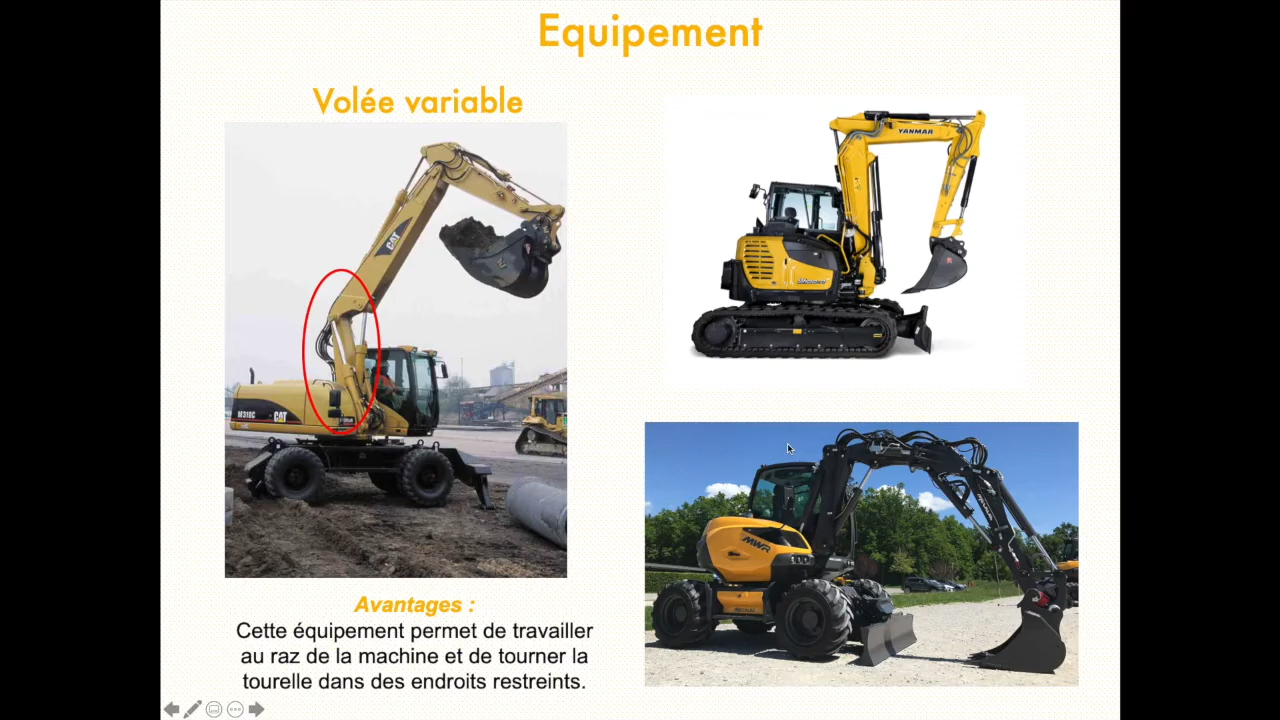 Equipement
Volée variable
CAT
M318C CAT
YANMAR
MWR
MECALAC
Avantages :
Cette équipement permet de travailler
au raz de la machine et de tourner la
tourelle dans des endroits restreints.